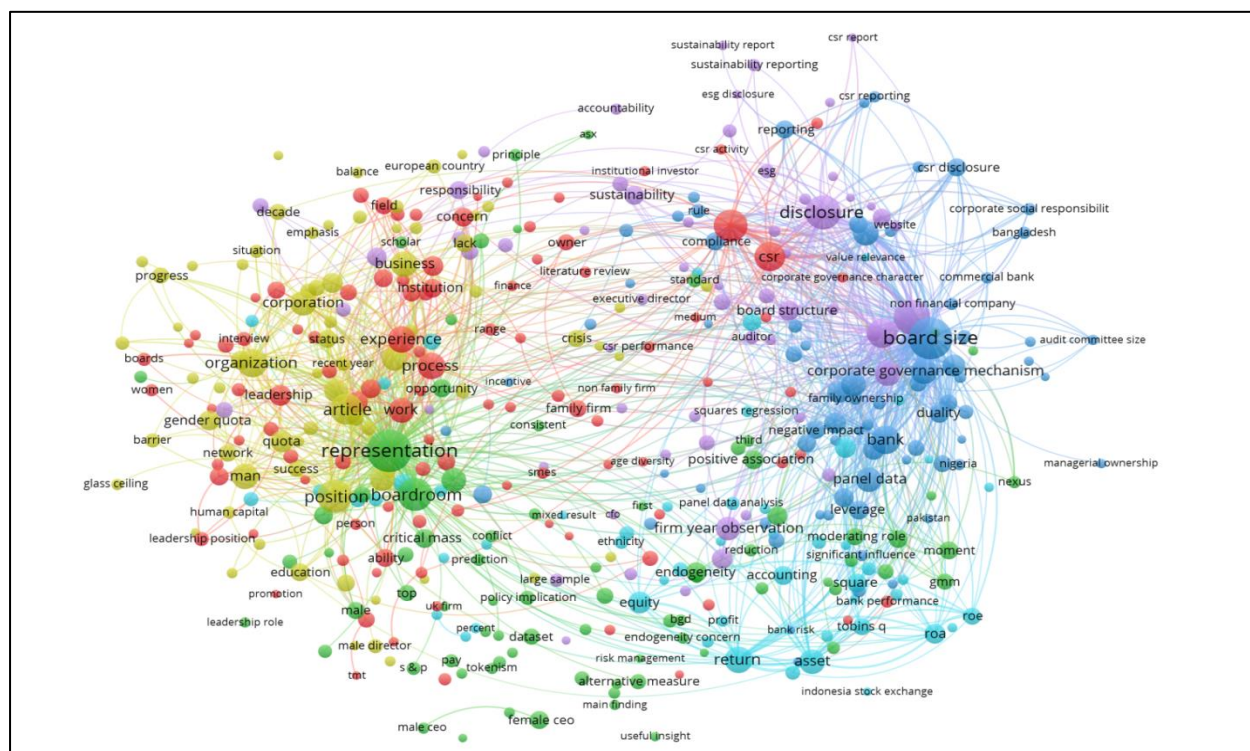 sustainability report
csr report
sustainability reporting
esg disclosure
csr reporting
accountability
asx
reporting
principle
csr activity
european country
balance
institutional investor
esg
csr disclosure
responsibility
sustainability
field
decade
concern
disclosure
corporate social responsibilit
rule
emphasis
website
scholar
lack
owner
compliance
bangladesh
situation
business
csr
value relevance
progress
institution
literature review
corporate governance character
commercial bank
finance
standard
corporation
executive director
non financial company
board structure
medium
range
interview
status
experience
crisis
auditor
board size
audit committee size
csr performance
boards
organization
recent year
process
corporate governance mechanism
women
leadership
opportunity
incentive
non family firm
family ownership
article
work
family firm
squares regression
duality
gender quota
consistent
negative impact
barrier
quota
third
bank
network
representation
success
age diversity
positive association
nigeria
managerial ownership
man
smes
panel data
nexus
glass ceiling
position
boardroom
panel data analysis
human capital
first
leverage
person
mixed result
cfo
firm year observation
pakistan
leadership position
critical mass
conflict
ethnicity
moderating role
ability
prediction
reduction
significant influence
moment
education
large sample
endogeneity
accounting
square
gmm
promotion
top
policy implication
equity
bank performance
male
uk firm
bgd
profit
roe
leadership role
percent
tobins q
dataset
endogeneity concern
bank risk
roa
male director
pay
risk management
return
asset
s & p
tokenism
tmt
alternative measure
indonesia stock exchange
main finding
male ceo
female ceo
useful insight